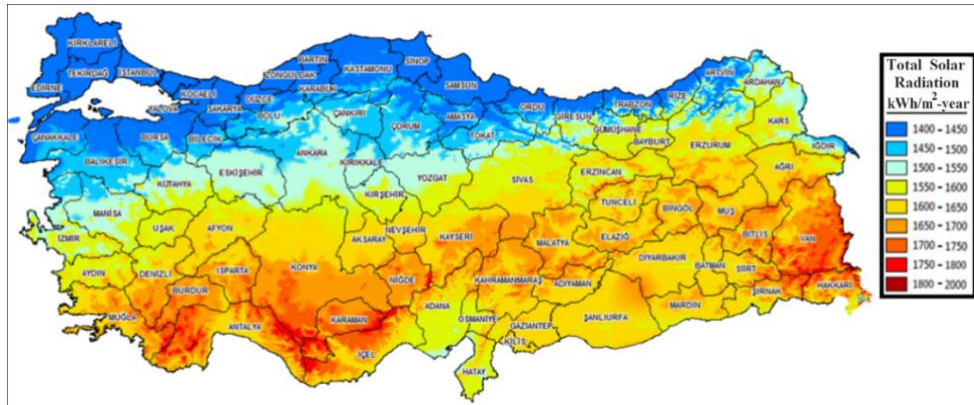 KIRKLARELİ
TEKİRDAĞ
İSTANBUL
EDİRNE
KOCAELİ
YALOVA
SAKARYA
DÜZCE
ZONGULDAK
BARTIN
KARABÜK
KASTAMONU
SİNOP
SAMSUN
ORDU
GİRESUN
TRABZON
RİZE
ARTVİN
ARDAHAN
ÇANAKKALE
BALIKESİR
BURSA
BİLECİK
BOLU
ÇANKIRI
ÇORUM
AMASYA
TOKAT
GÜMÜŞHANE
BAYBURT
ERZURUM
KARS
IĞDIR
KÜTAHYA
ESKİŞEHİR
ANKARA
KIRIKKALE
YOZGAT
SİVAS
ERZİNCAN
AĞRI
MANİSA
İZMİR
UŞAK
AFYON
KIRŞEHİR
NEVŞEHİR
AKSARAY
KAYSERİ
MALATYA
TUNCELİ
ELAZIĞ
BİNGÖL
MUŞ
BİTLİS
VAN
AYDIN
DENİZLİ
ISPARTA
BURDUR
KONYA
NİĞDE
KAHRAMANMARAŞ
ADIYAMAN
DİYARBAKIR
BATMAN
SİİRT
ŞIRNAK
HAKKARİ
MUĞLA
ANTALYA
KARAMAN
İÇEL
ADANA
OSMANİYE
GAZİANTEP
KİLİS
ŞANLIURFA
MARDİN
HATAY
Total Solar
Radiation
kWh/m²-year
1400 - 1450
1450 - 1500
1500 - 1550
1550 - 1600
1600 - 1650
1650 - 1700
1700 - 1750
1750 - 1800
1800 - 2000